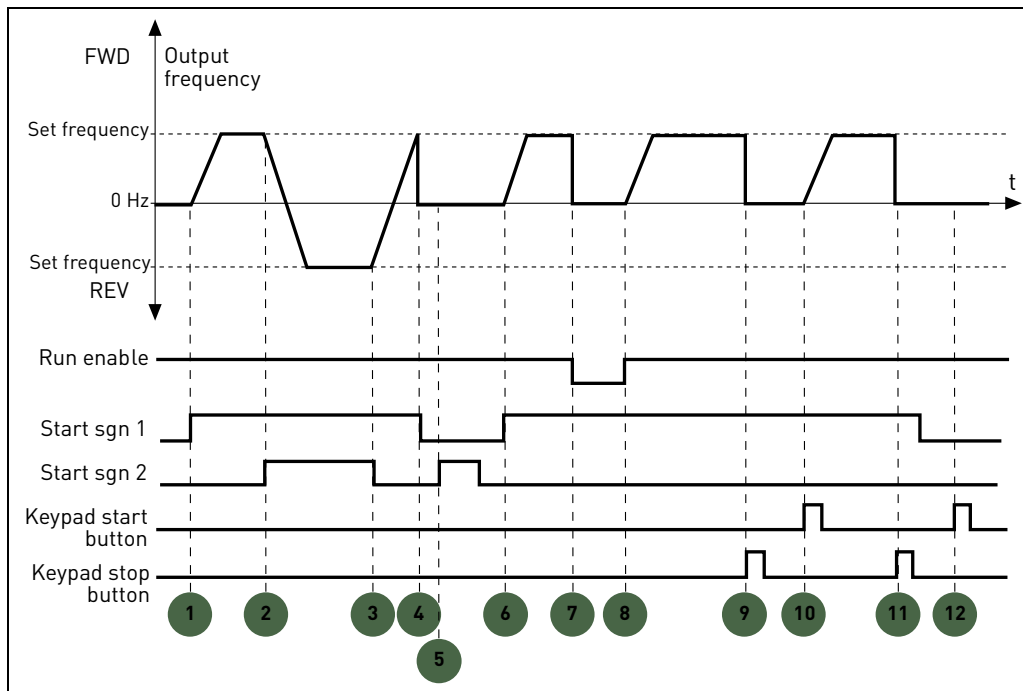 FWD
Output
frequency
Set frequency
t
0 Hz
Set frequency
REV
Run enable
Start sgn 1
Start sgn 2
Keypad start
button
Keypad stop
button
1 2 3 4 6 7 8 9 10 11 12
5